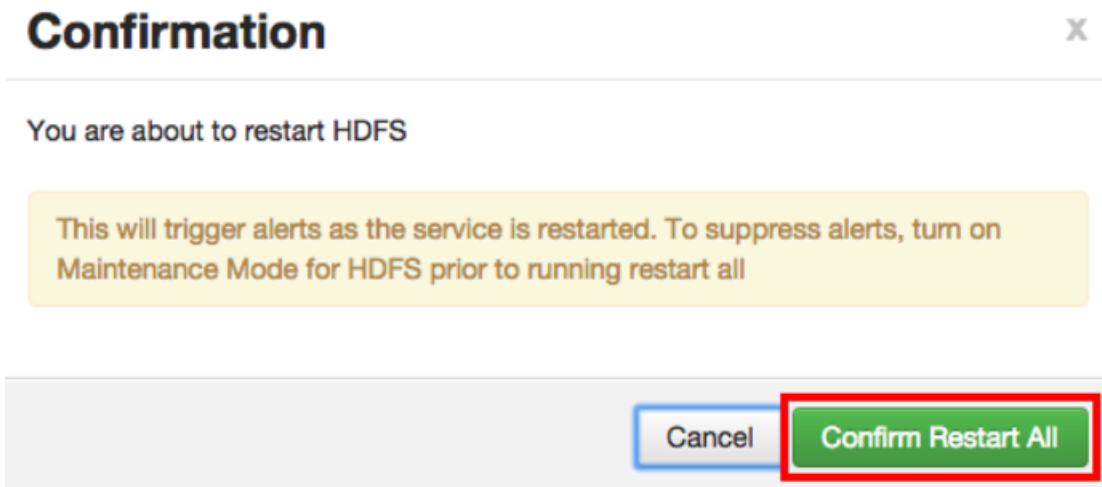 Confirmation
x
You are about to restart HDFS
This will trigger alerts as the service is restarted. To suppress alerts, turn on
Maintenance Mode for HDFS prior to running restart all
Cancel
Confirm Restart All